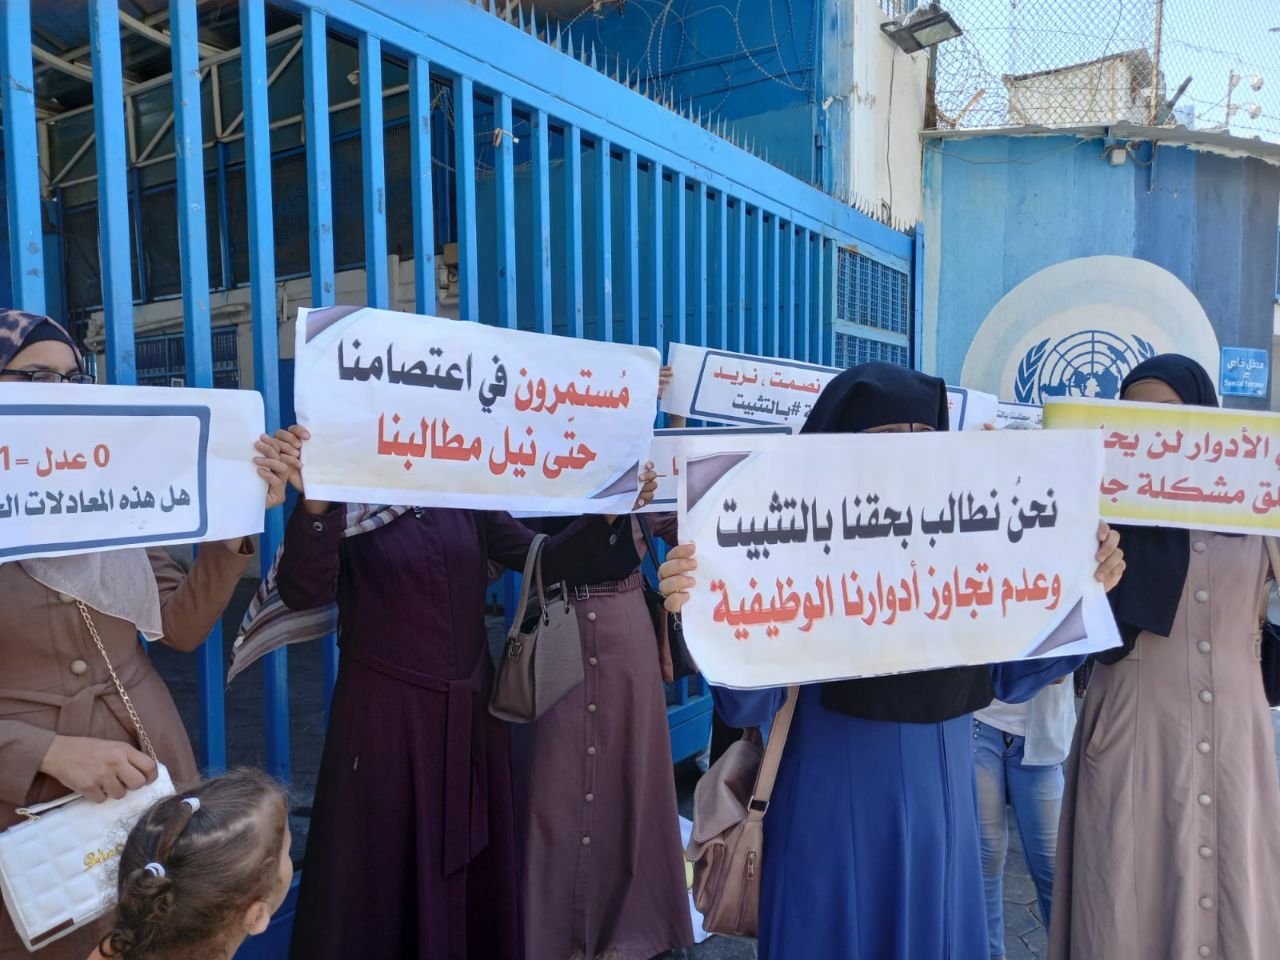 0 عدل =1
هل هذه المعادلات
مُستمرون في اعتصامنا
حتّى نيل مطالبنا
نصمت ، نريد
#بالتثبيت
نحنُ نطالب بحقنا بالتثبيت
وعدم تجاوز أدوارنا الوظيفية
الأدوار لن
مشكلة
مدخل خاص
Special Entrance